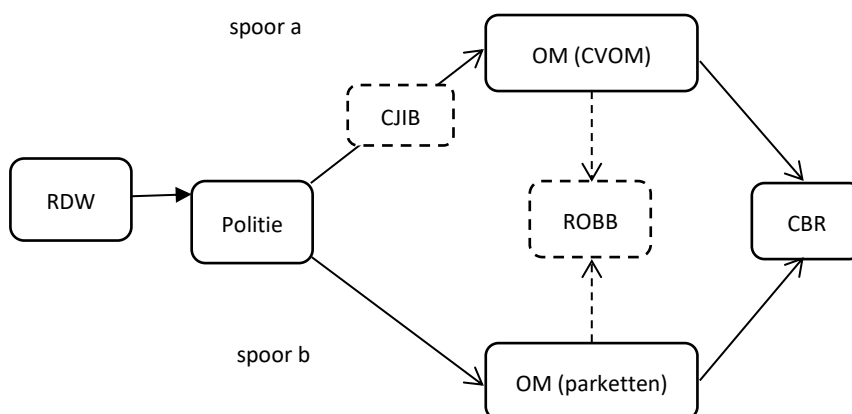 spoor a
OM (CVOM)
CJIB
RDW
Politie
ROBB
CBR
spoor b
OM (parketten)